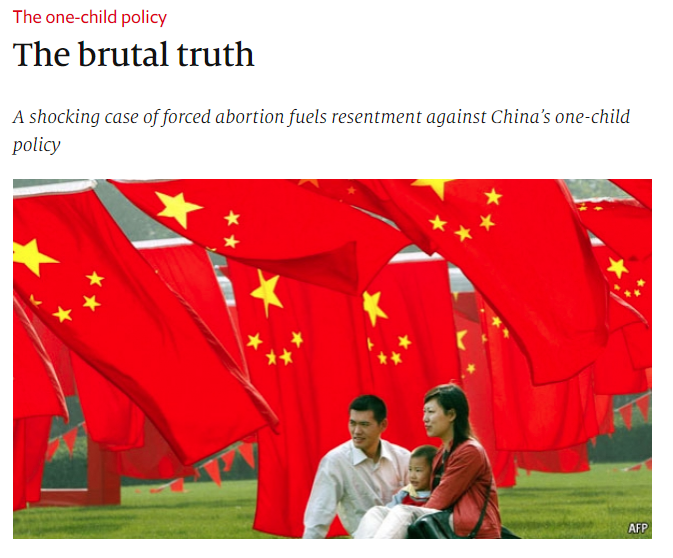 The one-child policy
The brutal truth
A shocking case of forced abortion fuels resentment against China’s one-child
policy
AFP